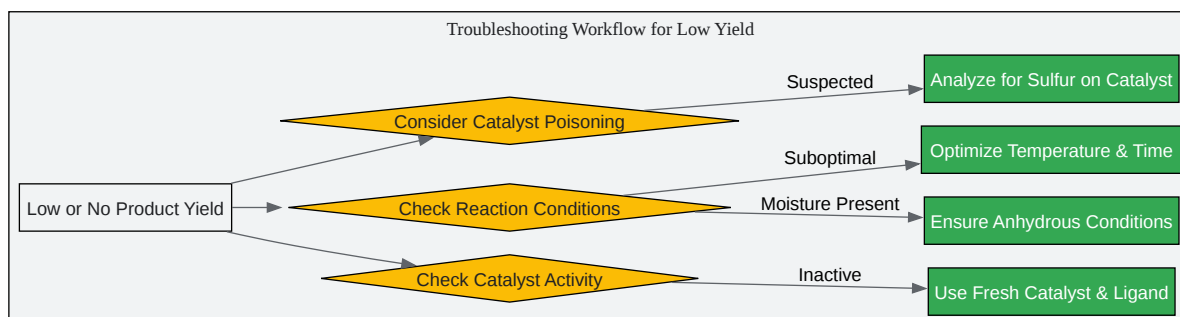 Troubleshooting Workflow for Low Yield
Suspected
Analyze for Sulfur on Catalyst
Consider Catalyst Poisoning
Suboptimal
Optimize Temperature & Time
Low or No Product Yield
Check Reaction Conditions
Moisture Present
Ensure Anhydrous Conditions
Check Catalyst Activity
Inactive
Use Fresh Catalyst & Ligand